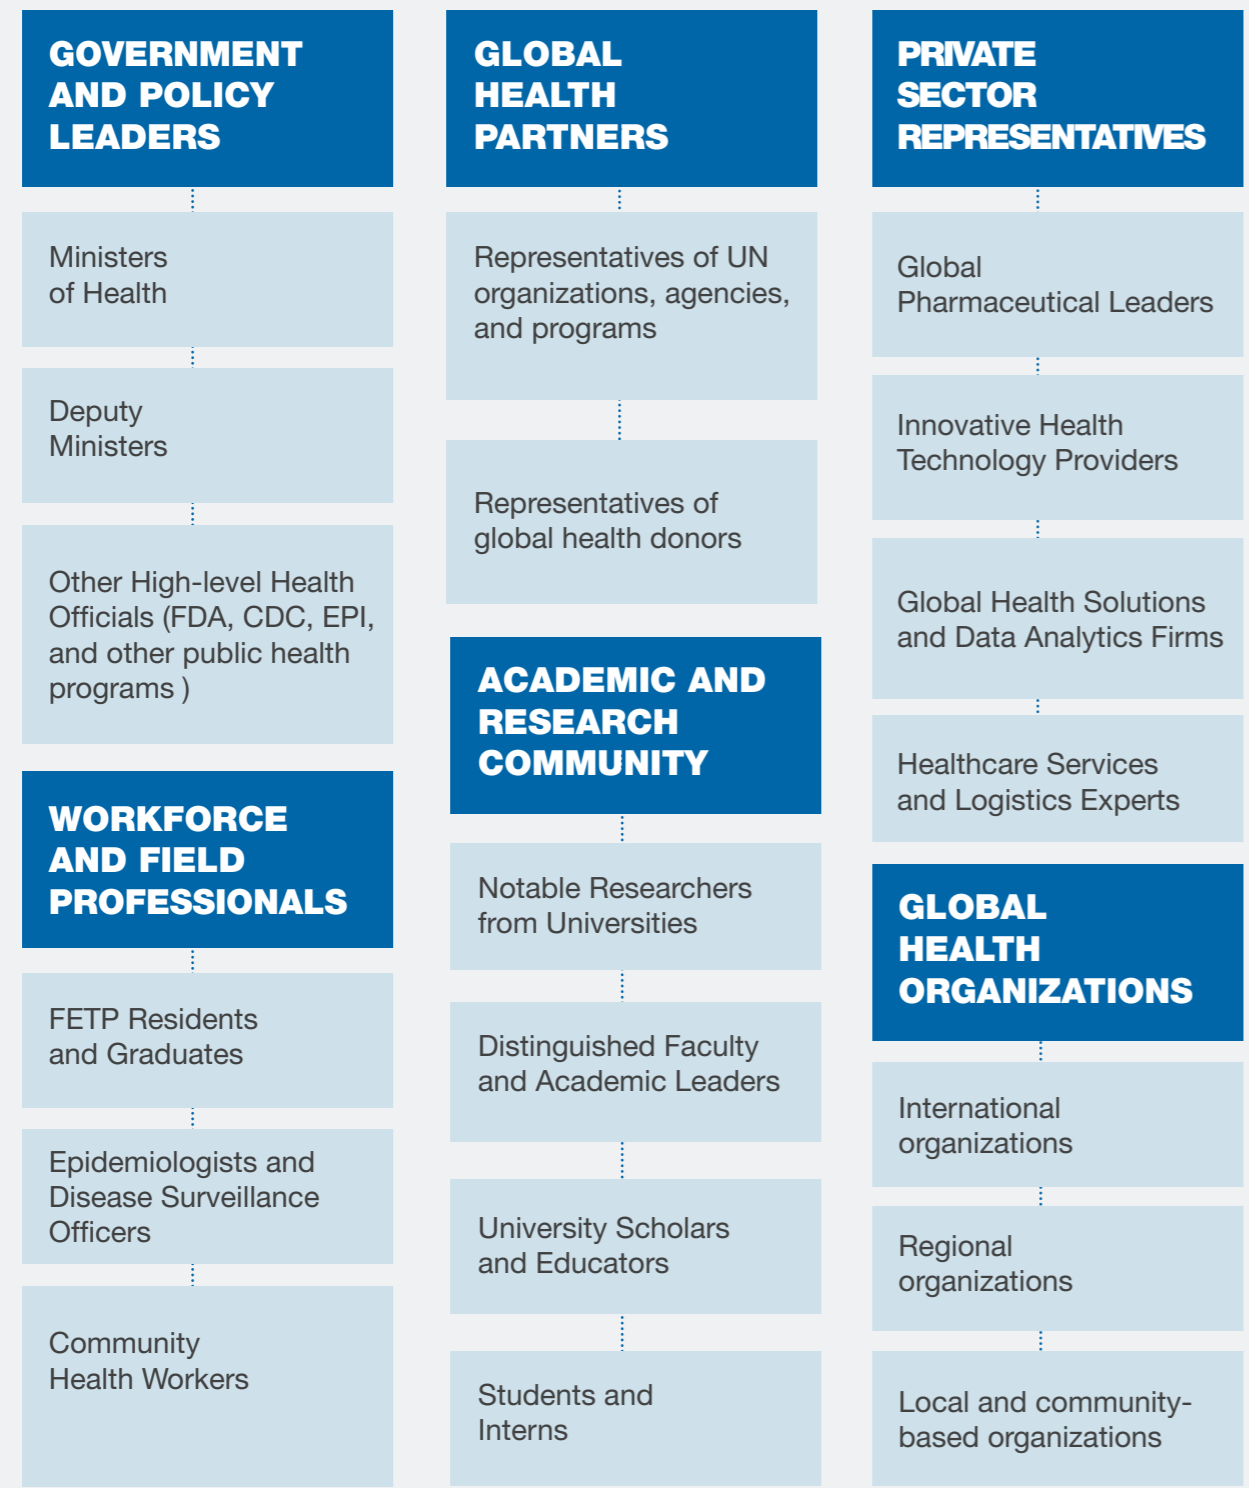 GOVERNMENT
AND POLICY
LEADERS
Ministers
of Health
Deputy
Ministers
Other High-level Health
Officials (FDA, CDC, EPI,
and other public health
programs )
WORKFORCE
AND FIELD
PROFESSIONALS
FETP Residents
and Graduates
Epidemiologists and
Disease Surveillance
Officers
Community
Health Workers
GLOBAL
HEALTH
PARTNERS
Representatives of UN
organizations, agencies,
and programs
Representatives of
global health donors
ACADEMIC AND
RESEARCH
COMMUNITY
Notable Researchers
from Universities
Distinguished Faculty
and Academic Leaders
University Scholars
and Educators
Students and
Interns
PRIVATE
SECTOR
REPRESENTATIVES
Global
Pharmaceutical Leaders
Innovative Health
Technology Providers
Global Health Solutions
and Data Analytics Firms
Healthcare Services
and Logistics Experts
GLOBAL
HEALTH
ORGANIZATIONS
International
organizations
Regional
organizations
Local and community-
based organizations